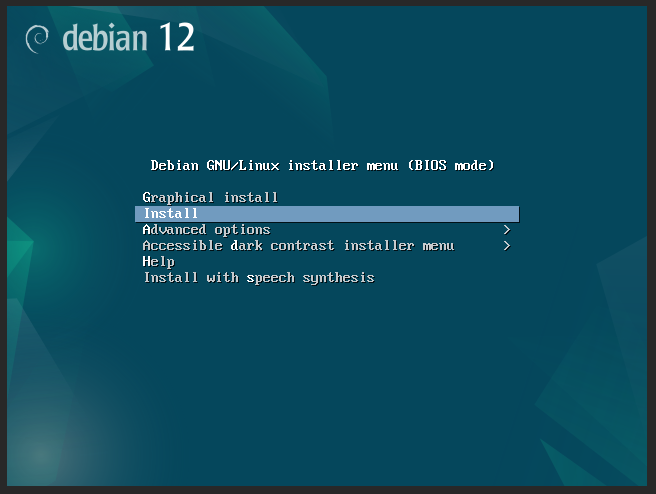 debian 12
Debian GNU/Linux installer menu (BIOS mode)
Graphical install
Install
Advanced options >
Accessible dark contrast installer menu >
Help
Install with speech synthesis